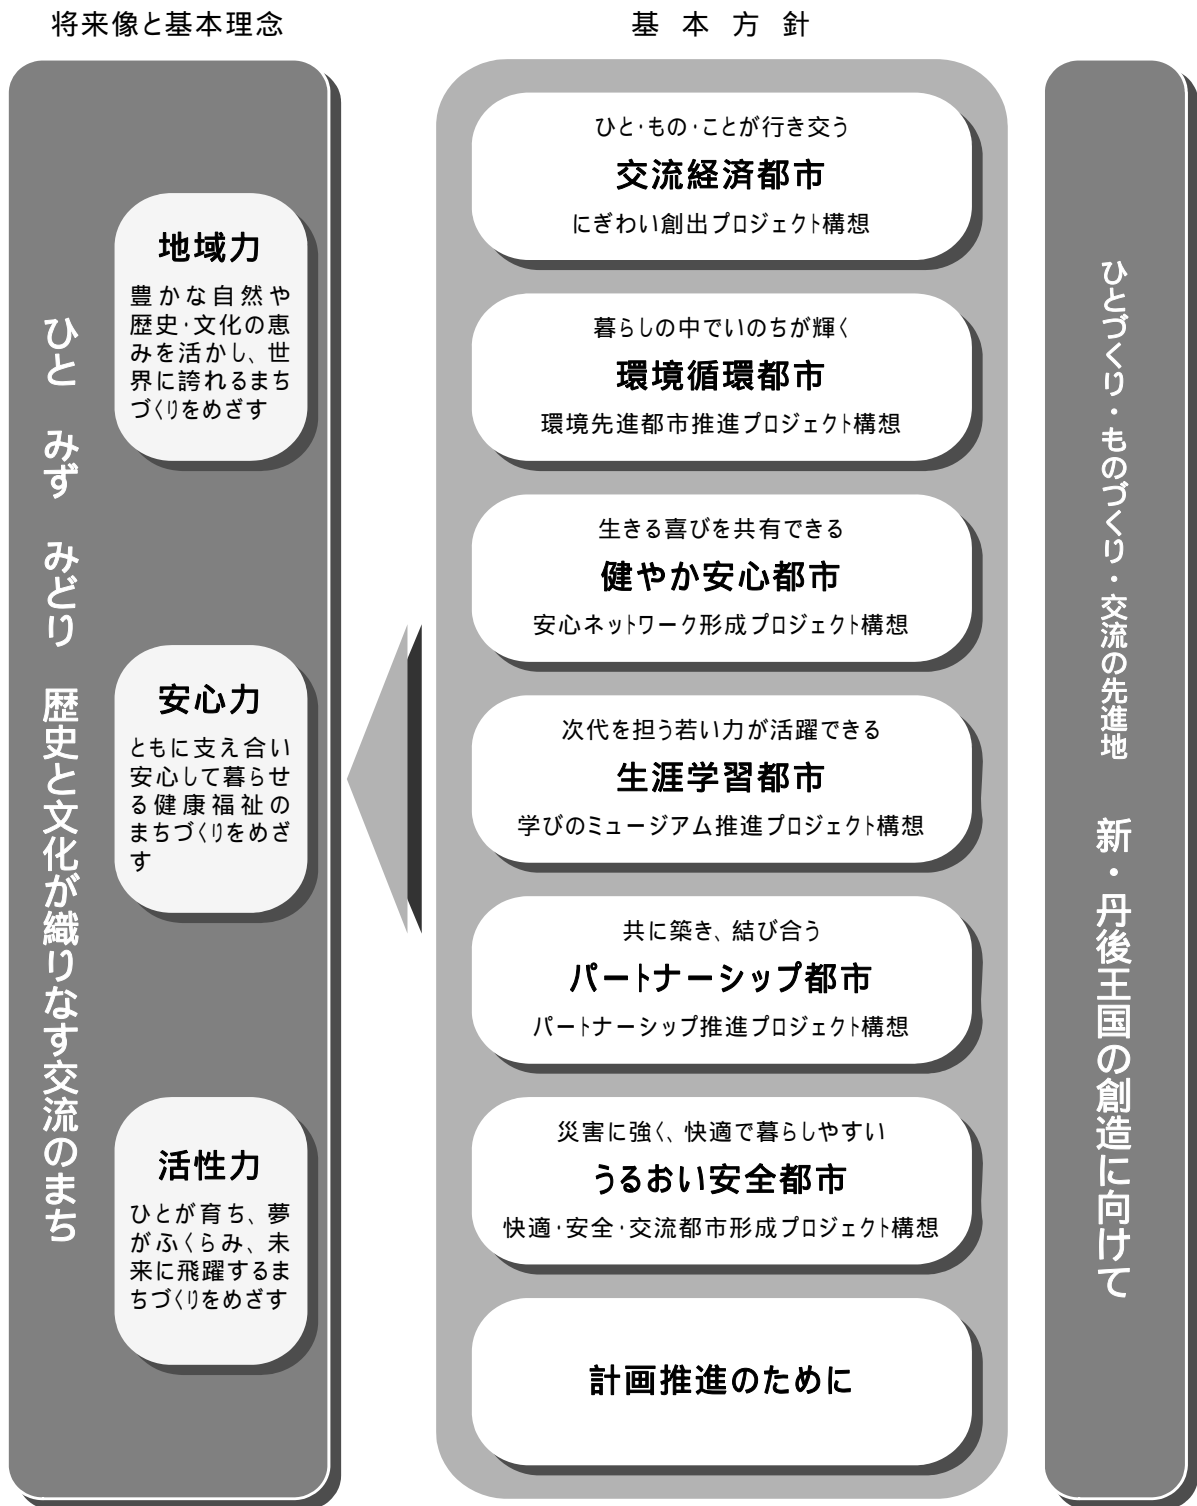 将来像と基本理念
ひと みず みどり 歴史と文化が織りなす交流のまち
地域力
豊かな自然や
歴史・文化の恵
みを活かし、世
界に誇れるまち
づくりをめざす
安心力
ともに支え合い
安心して暮らせ
る健康福祉の
まちづくりをめざ
す
活性力
ひとが育ち、夢
がふくらみ、未
来に飛躍するま
ちづくりをめざす
基本方針
ひと・もの・ことが行き交う
交流経済都市
にぎわい創出プロジェクト構想
暮らしの中でいのちが輝く
環境循環都市
環境先進都市推進プロジェクト構想
生きる喜びを共有できる
健やか安心都市
安心ネットワーク形成プロジェクト構想
次代を担う若い力が活躍できる
生涯学習都市
学びのミュージアム推進プロジェクト構想
共に築き、結び合う
パートナーシップ都市
パートナーシップ推進プロジェクト構想
災害に強く、快適で暮らしやすい
うるおい安全都市
快適・安全・交流都市形成プロジェクト構想
計画推進のために
ひとづくり・ものづくり・交流の先進地 新・丹後王国の創造に向けて